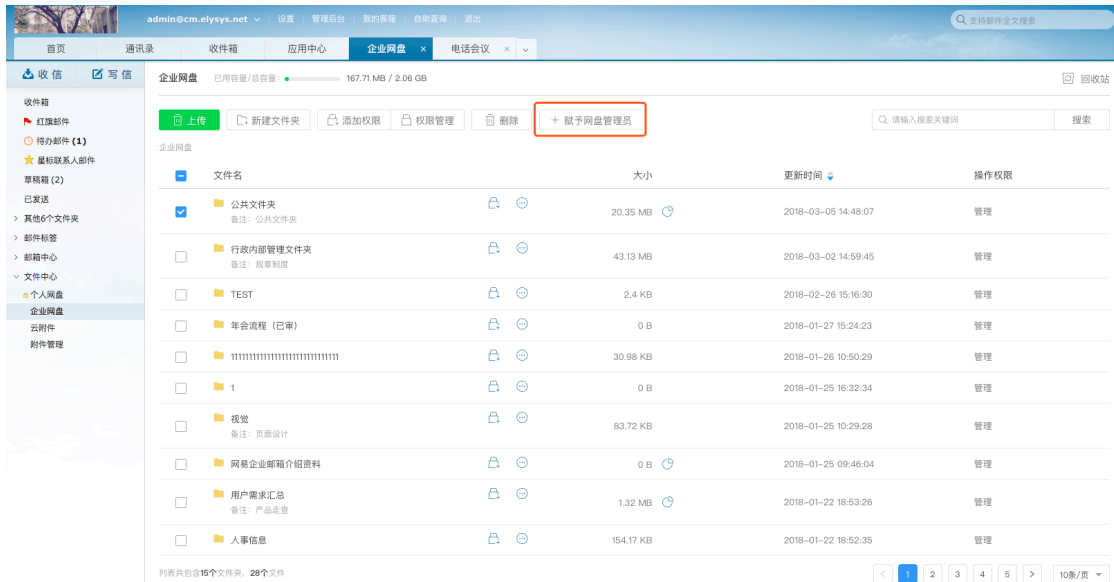 admin@cm.elysys.net 设置 管理后台 我的客服 自助查询 退出 支持邮件全文搜索
首页 通讯录 收件箱 应用中心 企业网盘 × 电话会议 ×
收信 写信 企业网盘 已用容量/总容量: 167.71 MB / 2.06 GB 回收站
收件箱
红旗邮件
待办邮件 (1)
星标联系人邮件
草稿箱 (2)
已发送
其他6个文件夹
邮件标签
邮箱中心
文件中心
个人网盘
企业网盘
云附件
附件管理
上传 新建文件夹 添加权限 权限管理 删除 + 赋予网盘管理员 请输入搜索关键词 搜索
企业网盘
文件名 大小 更新时间 操作权限
公共文件夹 20.35 MB 2018-03-05 14:48:07 管理
备注: 公共文件夹
行政内部管理文件夹 43.13 MB 2018-03-02 14:59:45 管理
备注: 规章制度
TEST 2.4 KB 2018-02-26 15:16:30 管理
年会流程（已审） 0 B 2018-01-27 15:24:23 管理
30.98 KB 2018-01-26 10:50:29 管理
1 0 B 2018-01-25 16:32:34 管理
视觉 83.72 KB 2018-01-25 10:29:28 管理
备注: 页面设计
网易企业邮箱介绍资料 0 B 2018-01-25 09:46:04 管理
用户需求汇总 1.32 MB 2018-01-22 18:53:26 管理
备注: 产品走查
人事信息 154.17 KB 2018-01-22 18:52:35 管理
列表共包含15个文件夹，28个文件 < 1 2 3 4 5 > 10条/页